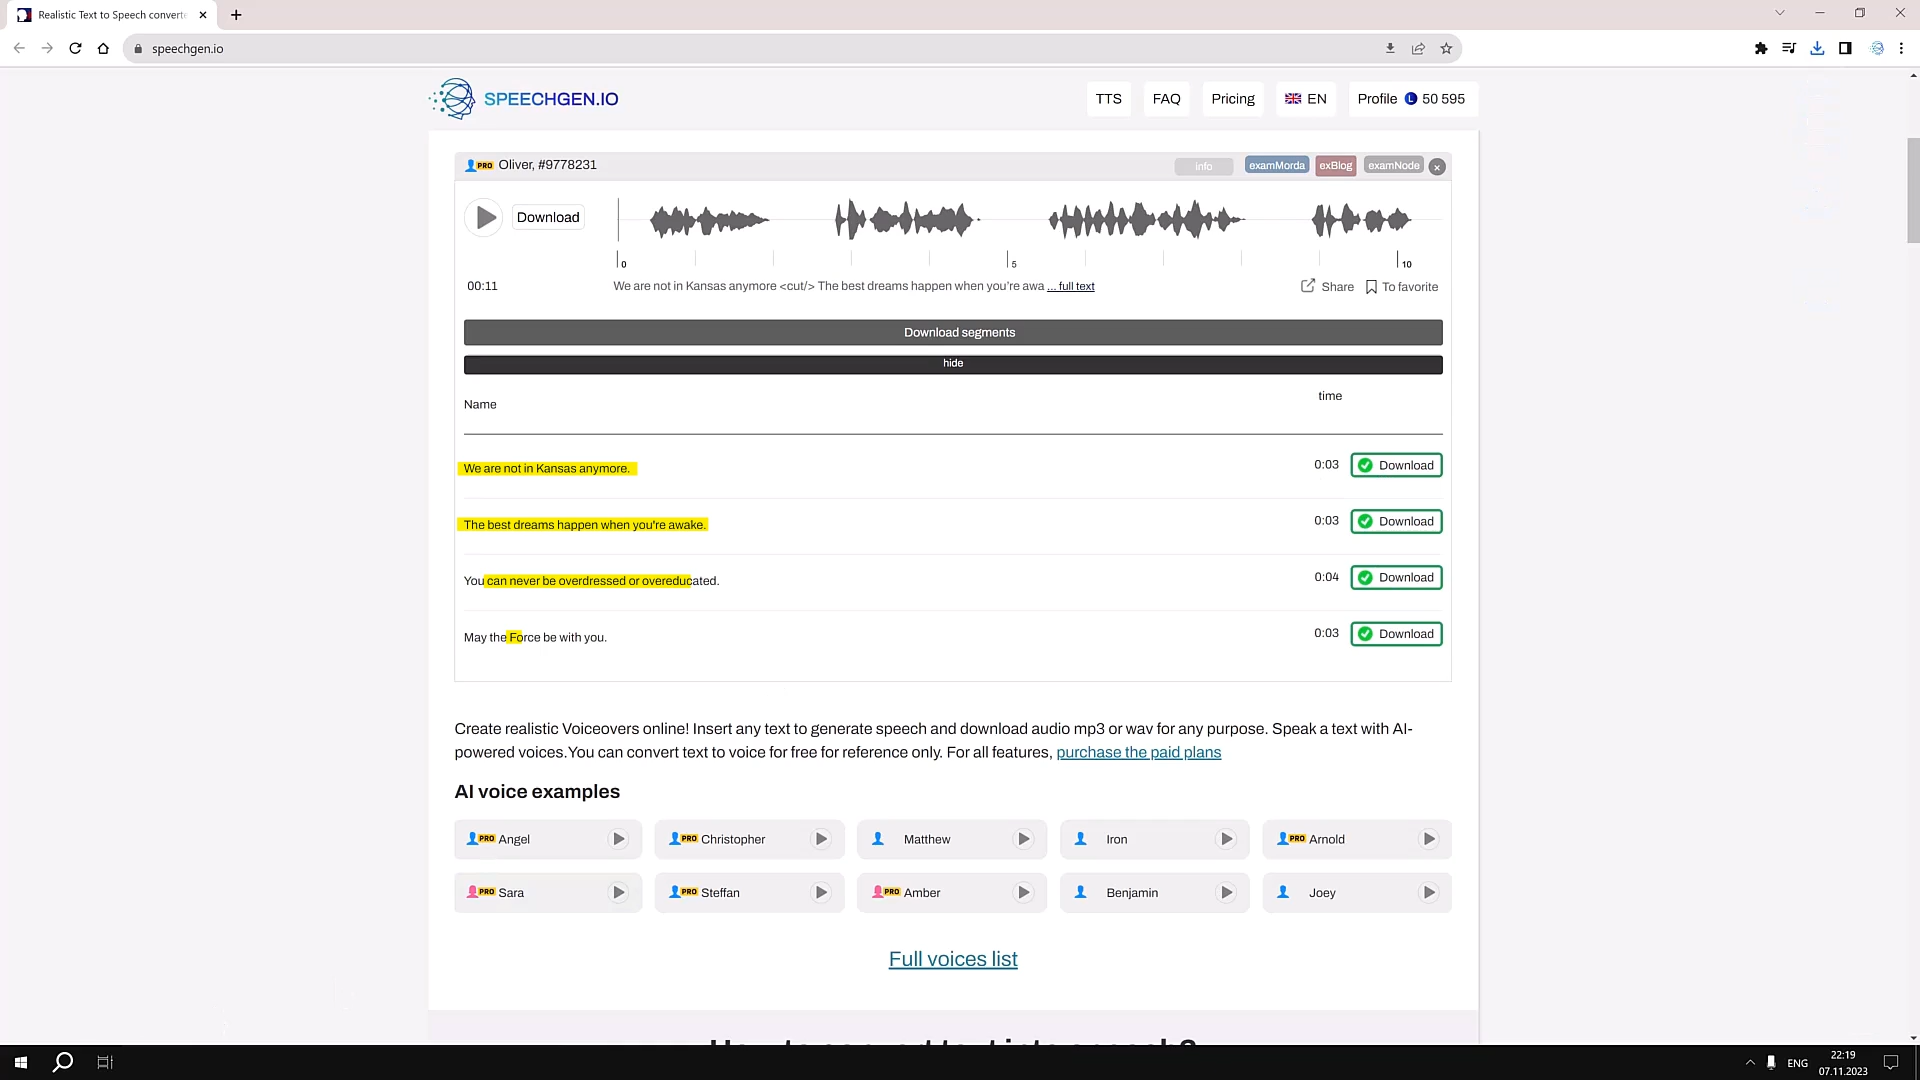 Realistic Text to Speech converte
speechgen.io
SPEECHGEN.IO
TTS
FAQ
Pricing
EN
Profile L 50 595
PRO Oliver, #9778231
info
examMorda
exBlog
examNode
Download
0
5
10
00:11
We are not in Kansas anymore <cut/> The best dreams happen when you're awa ... full text
Share
To favorite
Download segments
hide
Name
time
We are not in Kansas anymore.
0:03
Download
The best dreams happen when you're awake.
0:03
Download
You can never be overdressed or overeducated.
0:04
Download
May the Force be with you.
0:03
Download
Create realistic Voiceovers online! Insert any text to generate speech and download audio mp3 or wav for any purpose. Speak a text with AI-
powered voices.You can convert text to voice for free for reference only. For all features, purchase the paid plans
AI voice examples
PRO Angel
PRO Christopher
Matthew
Iron
PRO Arnold
PRO Sara
PRO Steffan
PRO Amber
Benjamin
Joey
Full voices list
How to convert text into speech?
ENG
22:19
07.11.2023